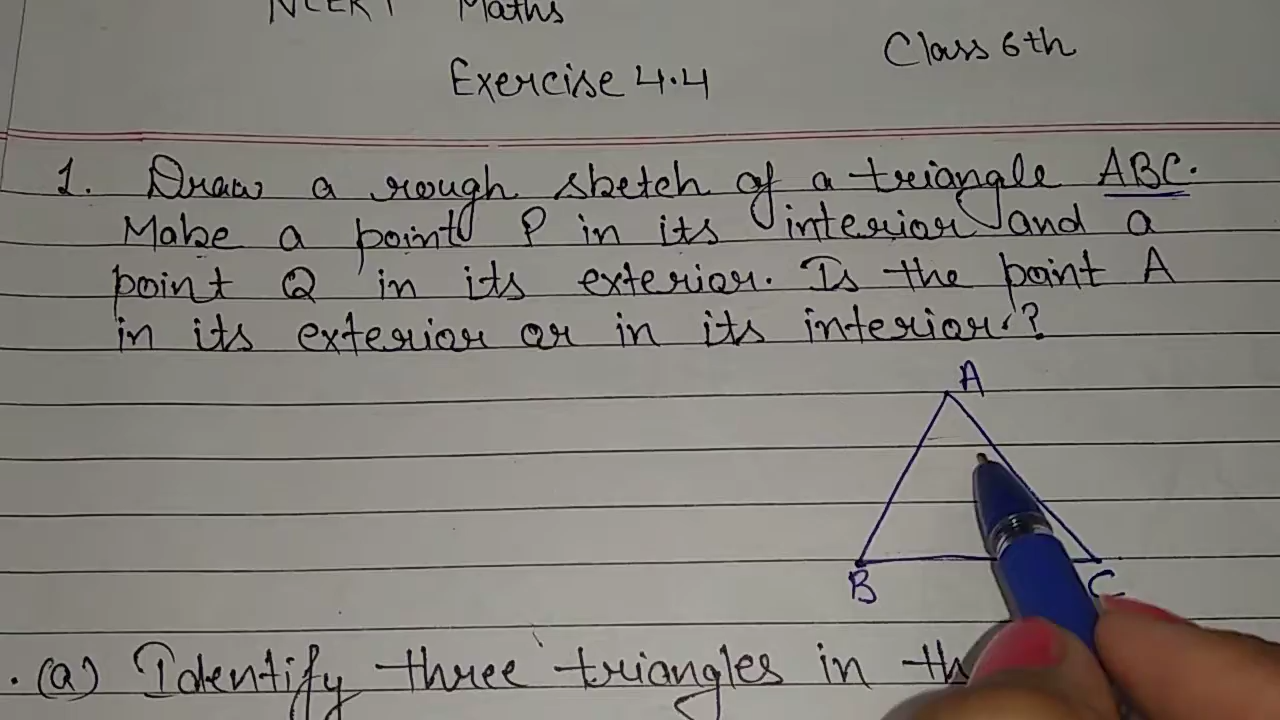 NCERT Maths
Class 6th
Exercise 4.4
1. Draw a rough sketch of a triangle ABC.
Make a point P in its interior and a
point Q in its exterior. Is the point A
in its exterior or in its interior?
A
B
C
(a) Identify three triangles in